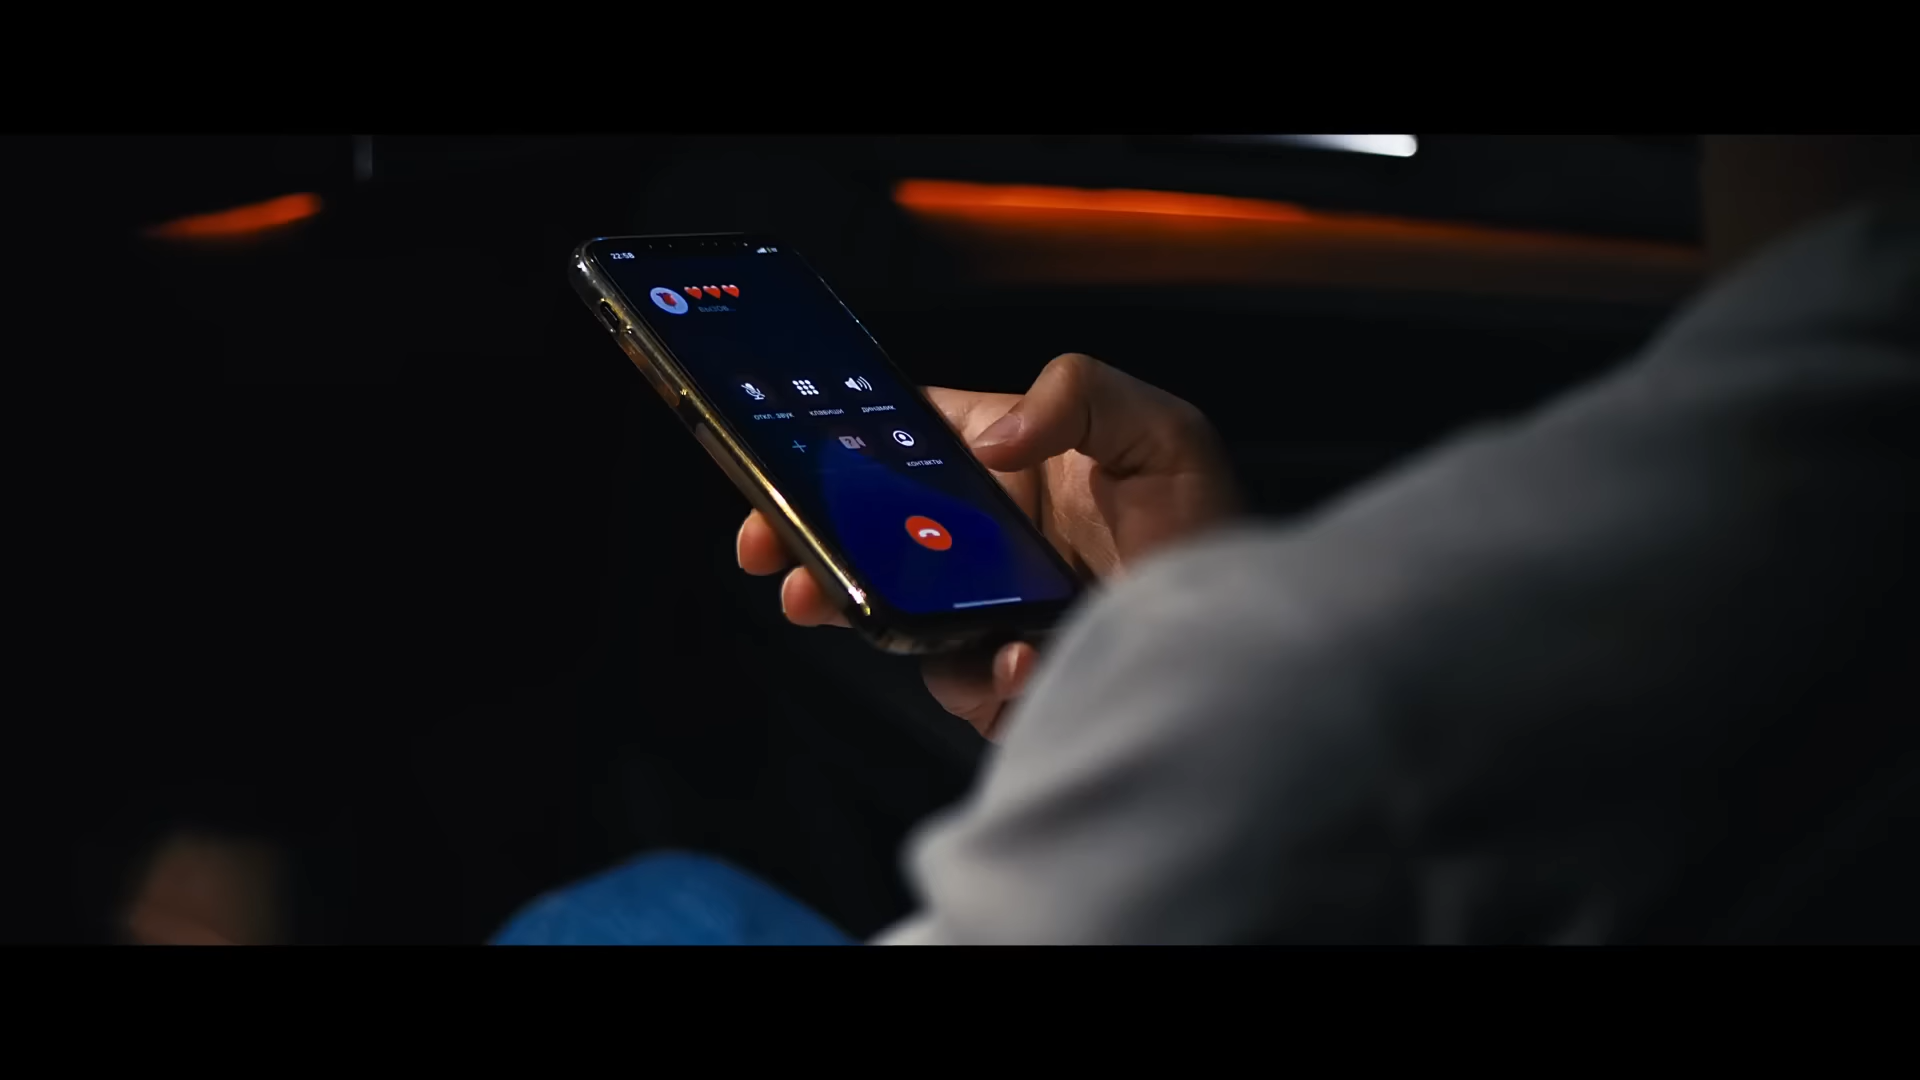 22:58
❤️❤️❤️
вызов...
откл. звук
клавиши
динамик
контакты